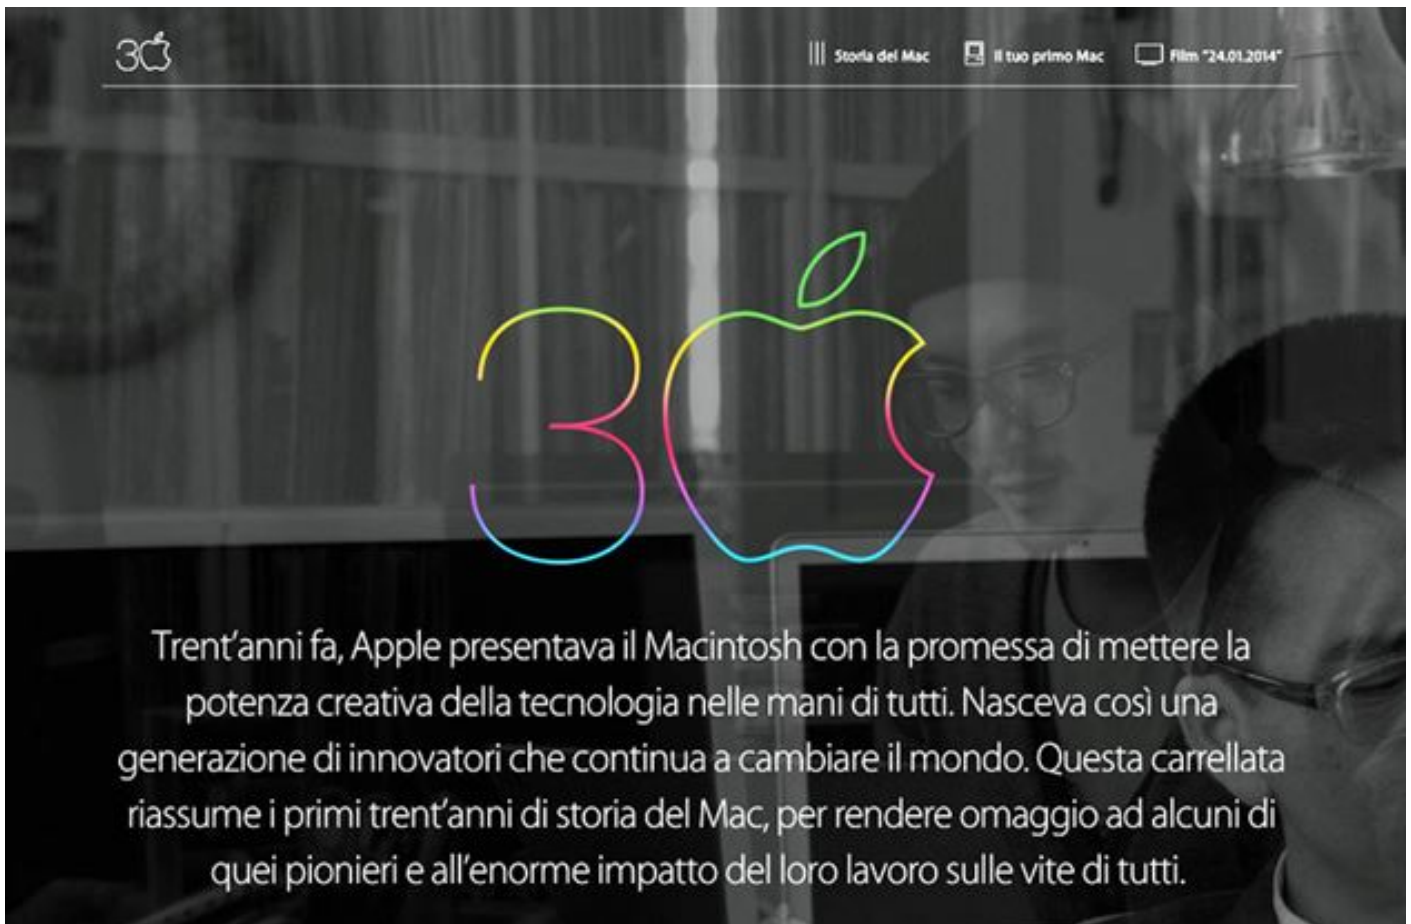 30
Storia del Mac
Il tuo primo Mac
Film "24.01.2014"
30
Trent'anni fa, Apple presentava il Macintosh con la promessa di mettere la
potenza creativa della tecnologia nelle mani di tutti. Nasceva così una
generazione di innovatori che continua a cambiare il mondo. Questa carrellata
riassume i primi trent'anni di storia del Mac, per rendere omaggio ad alcuni di
quei pionieri e all'enorme impatto del loro lavoro sulle vite di tutti.